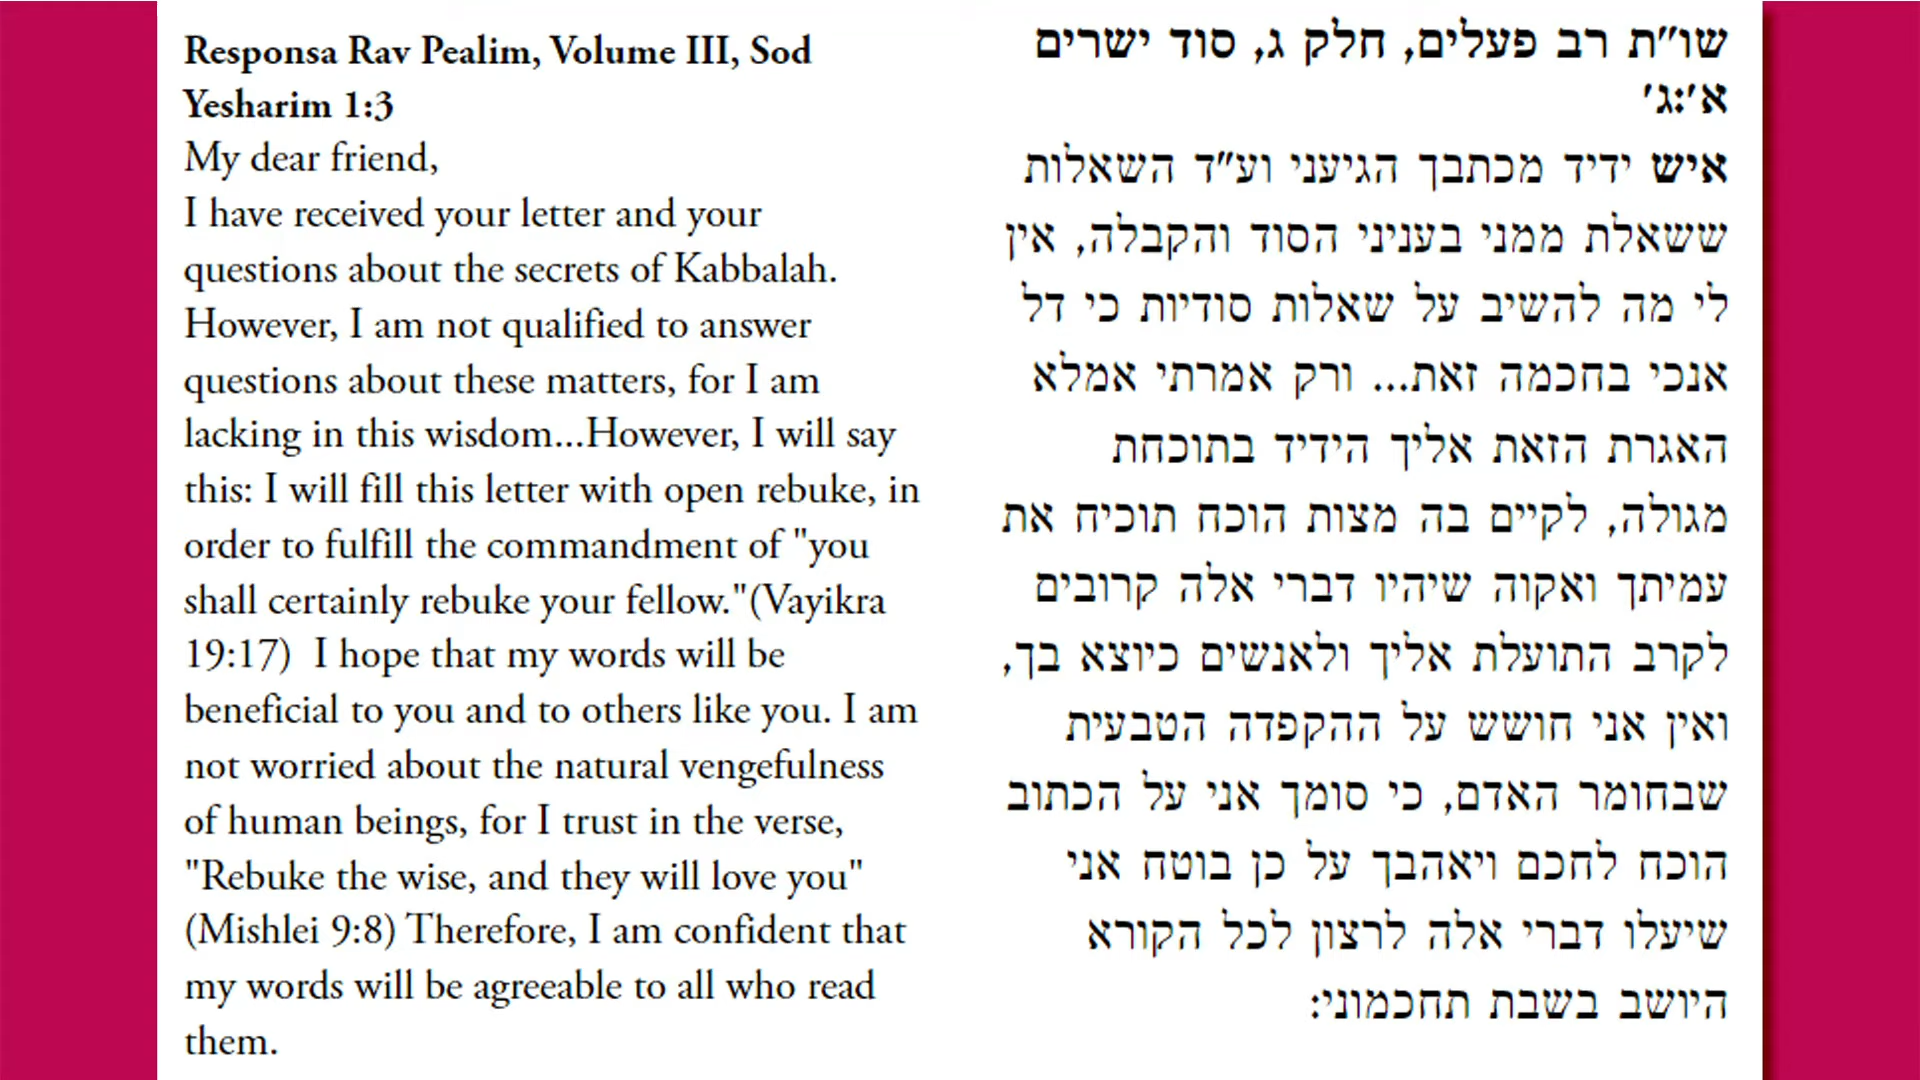 Responsa Rav Pealim, Volume III, Sod
Yesharim 1:3
My dear friend,
I have received your letter and your
questions about the secrets of Kabbalah.
However, I am not qualified to answer
questions about these matters, for I am
lacking in this wisdom...However, I will say
this: I will fill this letter with open rebuke, in
order to fulfill the commandment of "you
shall certainly rebuke your fellow."(Vayikra
19:17)  I hope that my words will be
beneficial to you and to others like you. I am
not worried about the natural vengefulness
of human beings, for I trust in the verse,
"Rebuke the wise, and they will love you"
(Mishlei 9:8) Therefore, I am confident that
my words will be agreeable to all who read
them.
שו"ת רב פעלים, חלק ג, סוד ישרים
א':ג'
איש ידיד מכתבך הגיעני וע"ד השאלות
ששאלת ממני בעניני הסוד והקבלה, אין
לי מה להשיב על שאלות סודיות כי דל
אנכי בחכמה זאת... ורק אמרתי אמלא
האגרת הזאת אליך הידיד בתוכחת
מגולה, לקיים בה מצות הוכח תוכיח את
עמיתך ואקוה שיהיו דברי אלה קרובים
לקרב התועלת אליך ולאנשים כיוצא בך,
ואין אני חושש על ההקפדה הטבעית
שבחומר האדם, כי סומך אני על הכתוב
הוכח לחכם ויאהבך על כן בוטח אני
שיעלו דברי אלה לרצון לכל הקורא
היושב בשבת תחכמוני: